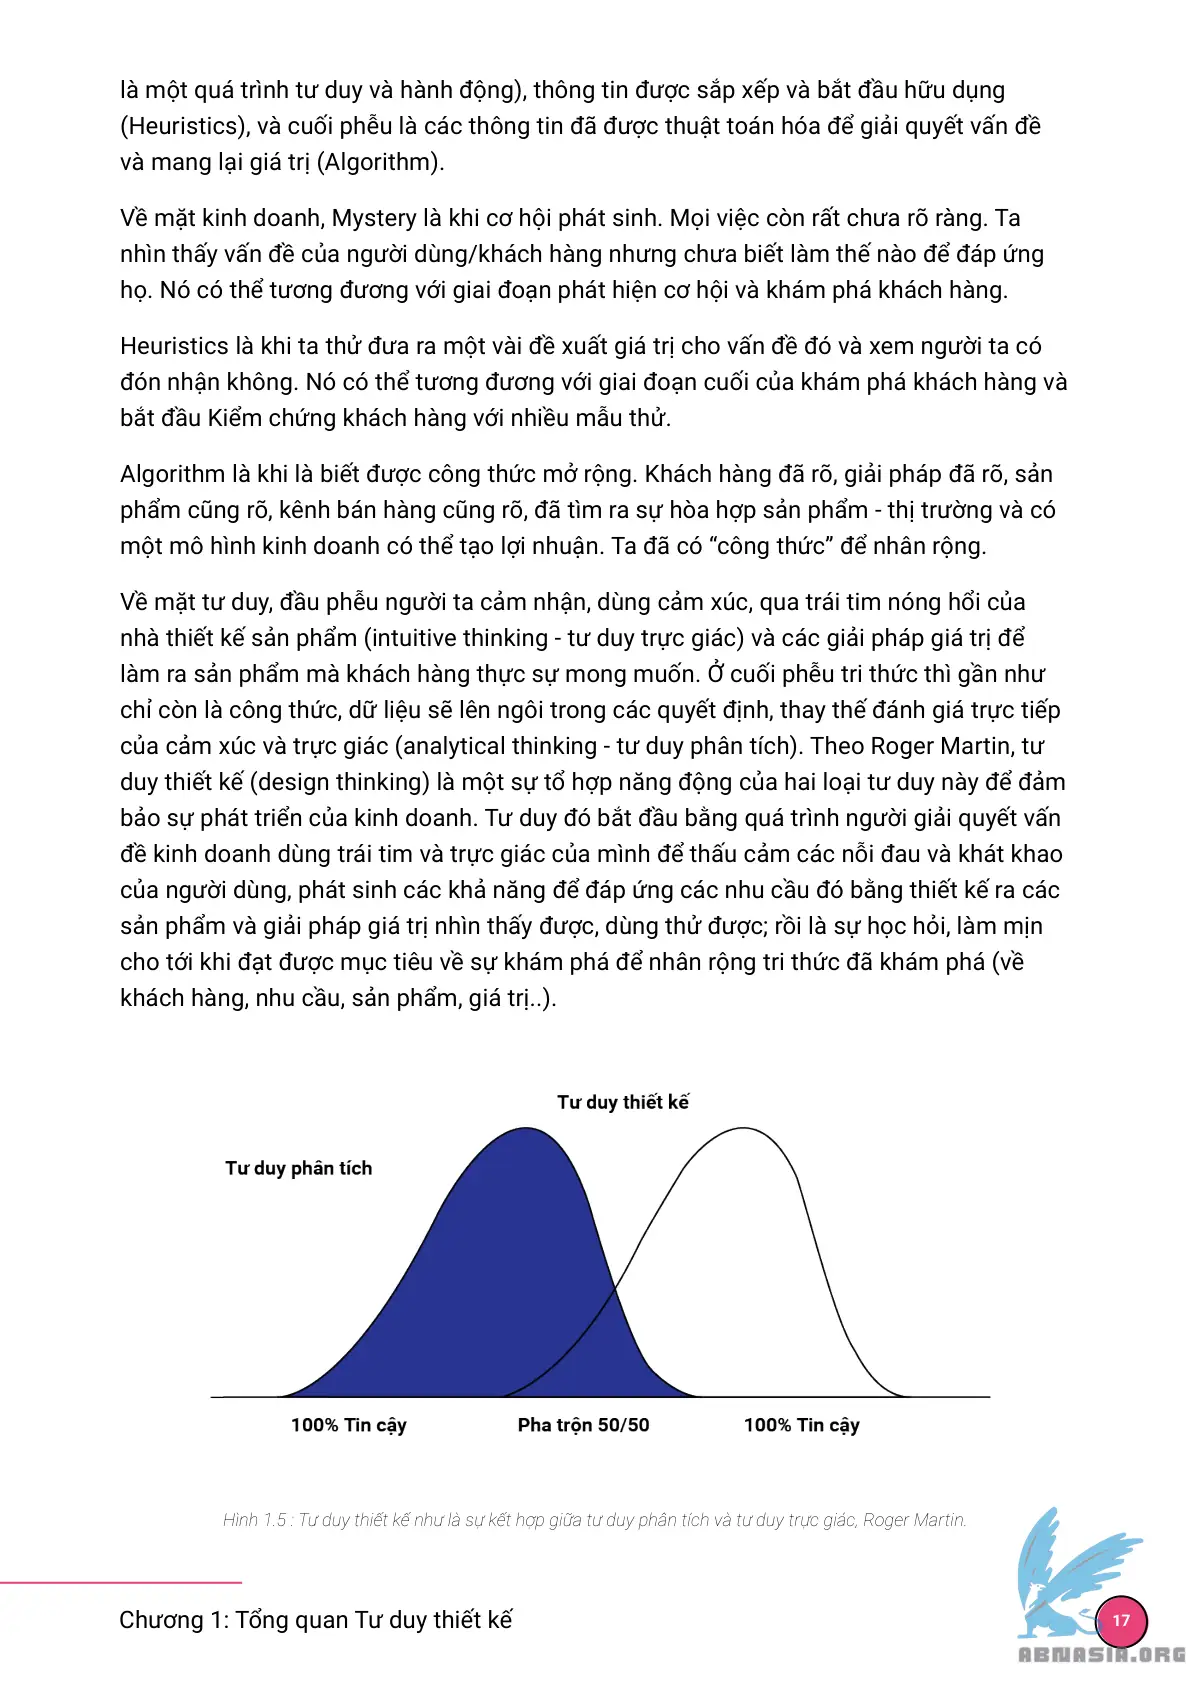 là một quá trình tư duy và hành động), thông tin được sắp xếp và bắt đầu hữu dụng
(Heuristics), và cuối phễu là các thông tin đã được thuật toán hóa để giải quyết vấn đề
và mang lại giá trị (Algorithm).
Về mặt kinh doanh, Mystery là khi cơ hội phát sinh. Mọi việc còn rất chưa rõ ràng. Ta
nhìn thấy vấn đề của người dùng/khách hàng nhưng chưa biết làm thế nào để đáp ứng
họ. Nó có thể tương đương với giai đoạn phát hiện cơ hội và khám phá khách hàng.
Heuristics là khi ta thử đưa ra một vài đề xuất giá trị cho vấn đề đó và xem người ta có
đón nhận không. Nó có thể tương đương với giai đoạn cuối của khám phá khách hàng và
bắt đầu Kiểm chứng khách hàng với nhiều mẫu thử.
Algorithm là khi là biết được công thức mở rộng. Khách hàng đã rõ, giải pháp đã rõ, sản
phẩm cũng rõ, kênh bán hàng cũng rõ, đã tìm ra sự hòa hợp sản phẩm - thị trường và có
một mô hình kinh doanh có thể tạo lợi nhuận. Ta đã có “công thức” để nhân rộng.
Về mặt tư duy, đầu phễu người ta cảm nhận, dùng cảm xúc, qua trái tim nóng hổi của
nhà thiết kế sản phẩm (intuitive thinking - tư duy trực giác) và các giải pháp giá trị để
làm ra sản phẩm mà khách hàng thực sự mong muốn. Ở cuối phễu tri thức thì gần như
chỉ còn là công thức, dữ liệu sẽ lên ngôi trong các quyết định, thay thế đánh giá trực tiếp
của cảm xúc và trực giác (analytical thinking - tư duy phân tích). Theo Roger Martin, tư
duy thiết kế (design thinking) là một sự tổ hợp năng động của hai loại tư duy này để đảm
bảo sự phát triển của kinh doanh. Tư duy đó bắt đầu bằng quá trình người giải quyết vấn
đề kinh doanh dùng trái tim và trực giác của mình để thấu cảm các nỗi đau và khát khao
của người dùng, phát sinh các khả năng để đáp ứng các nhu cầu đó bằng thiết kế ra các
sản phẩm và giải pháp giá trị nhìn thấy được, dùng thử được; rồi là sự học hỏi, làm mịn
cho tới khi đạt được mục tiêu về sự khám phá để nhân rộng tri thức đã khám phá (về
khách hàng, nhu cầu, sản phẩm, giá trị..).
Tư duy thiết kế
Tư duy phân tích
100% Tin cậy Pha trộn 50/50 100% Tin cậy
Hình 1.5 : Tư duy thiết kế như là sự kết hợp giữa tư duy phân tích và tư duy trực giác, Roger Martin.
Chương 1: Tổng quan Tư duy thiết kế
17
ABNASIA.ORG